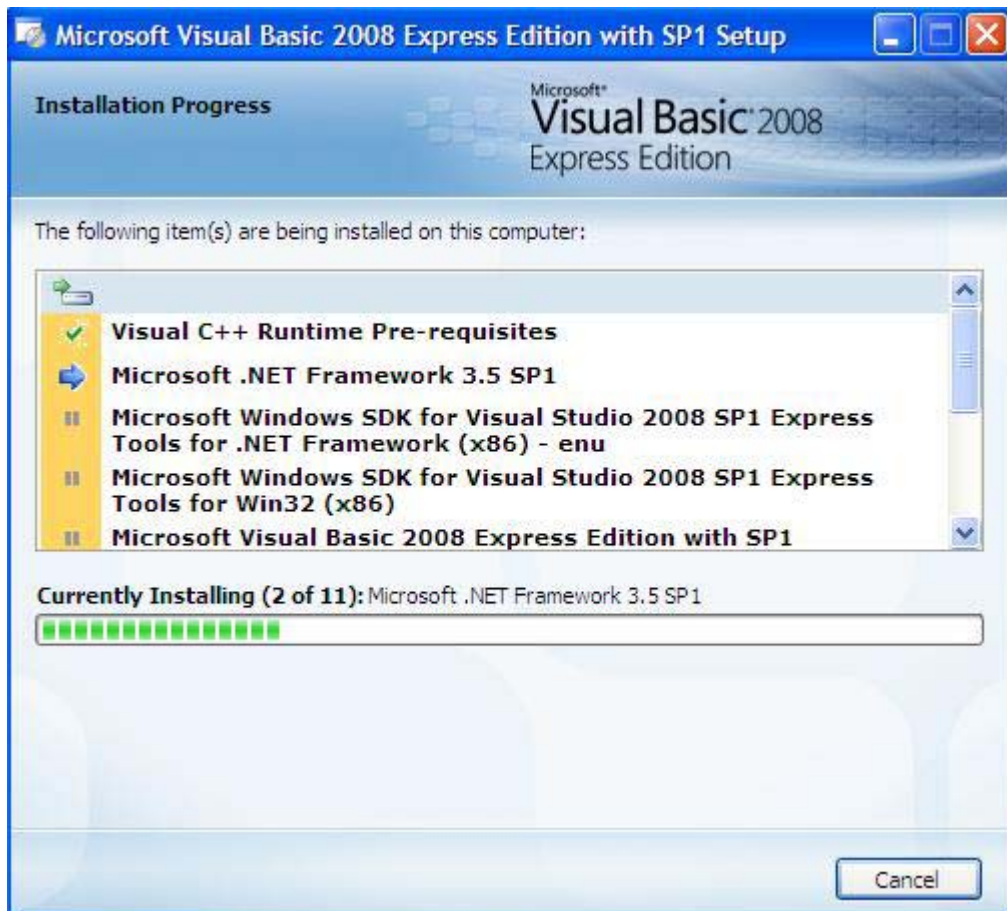 Microsoft Visual Basic 2008 Express Edition with SP1 Setup
Installation Progress
Microsoft®
Visual Basic® 2008
Express Edition
The following item(s) are being installed on this computer:
Visual C++ Runtime Pre-requisites
Microsoft .NET Framework 3.5 SP1
Microsoft Windows SDK for Visual Studio 2008 SP1 Express
Tools for .NET Framework (x86) - enu
Microsoft Windows SDK for Visual Studio 2008 SP1 Express
Tools for Win32 (x86)
Microsoft Visual Basic 2008 Express Edition with SP1
Currently Installing (2 of 11): Microsoft .NET Framework 3.5 SP1
Cancel